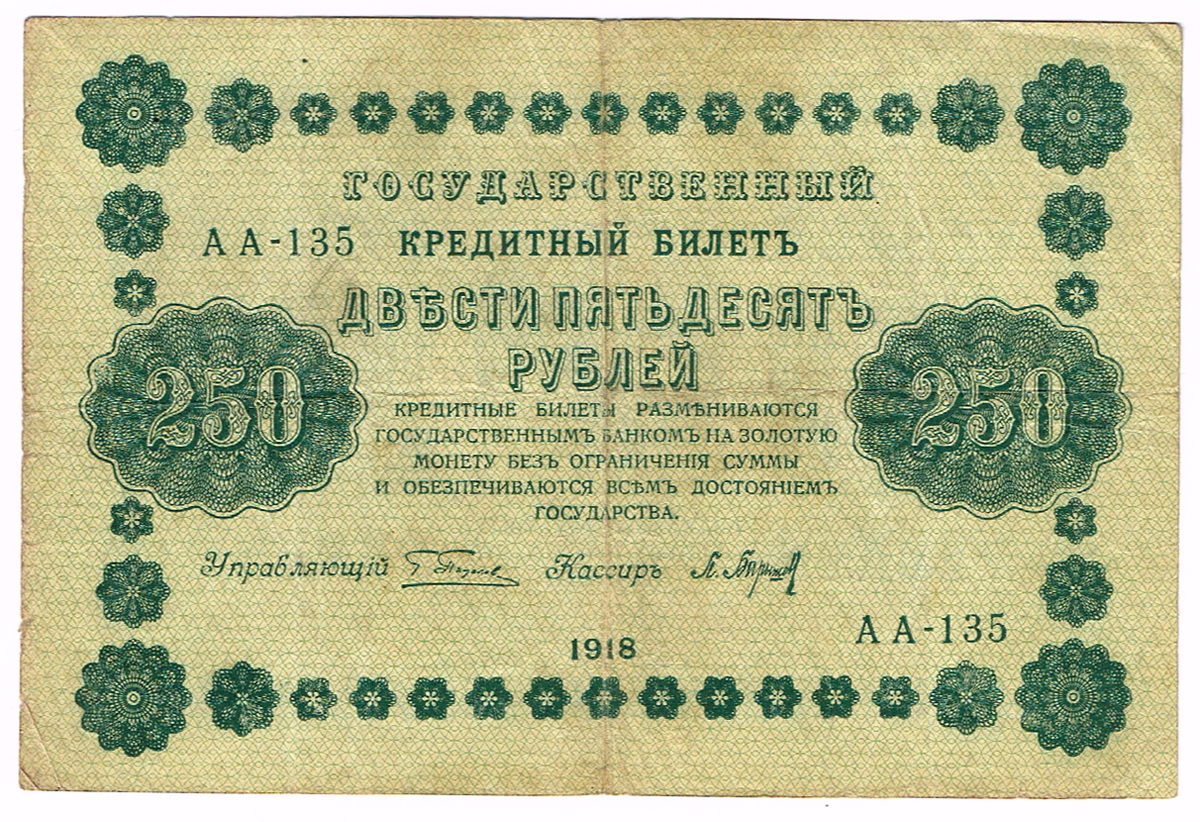 ГОСУДАРСТВЕННЫЙ
АА-135 КРЕДИТНЫЙ БИЛЕТЪ
ДВѢСТИ ПЯТЬДЕСЯТЪ
РУБЛЕЙ
250
250
КРЕДИТНЫЕ БИЛЕТЫ РАЗМѢНИВАЮТСЯ
ГОСУДАРСТВЕННЫМЪ БАНКОМЪ НА ЗОЛОТУЮ
МОНЕТУ БЕЗЪ ОГРАНИЧЕНІЯ СУММЫ
И ОБЕЗПЕЧИВАЮТСЯ ВСѢМЪ ДОСТОЯНІЕМЪ
ГОСУДАРСТВА.
Управляющій Кассиръ
АА-135
1918